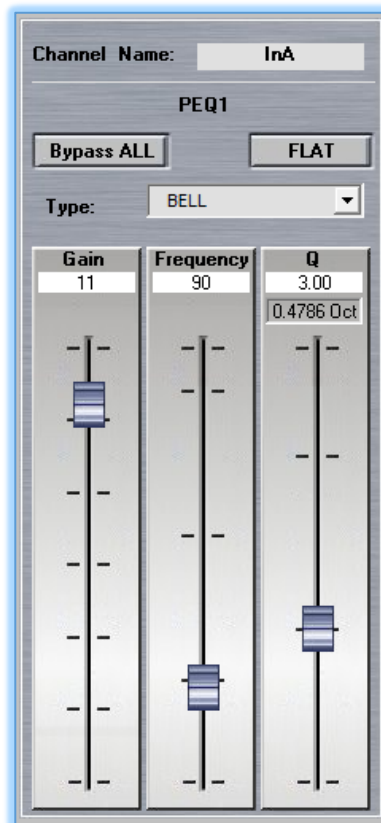 Channel Name: InA
PEQ1
Bypass ALL FLAT
Type: BELL
Gain Frequency Q
11 90 3.00
0.4786 Oct